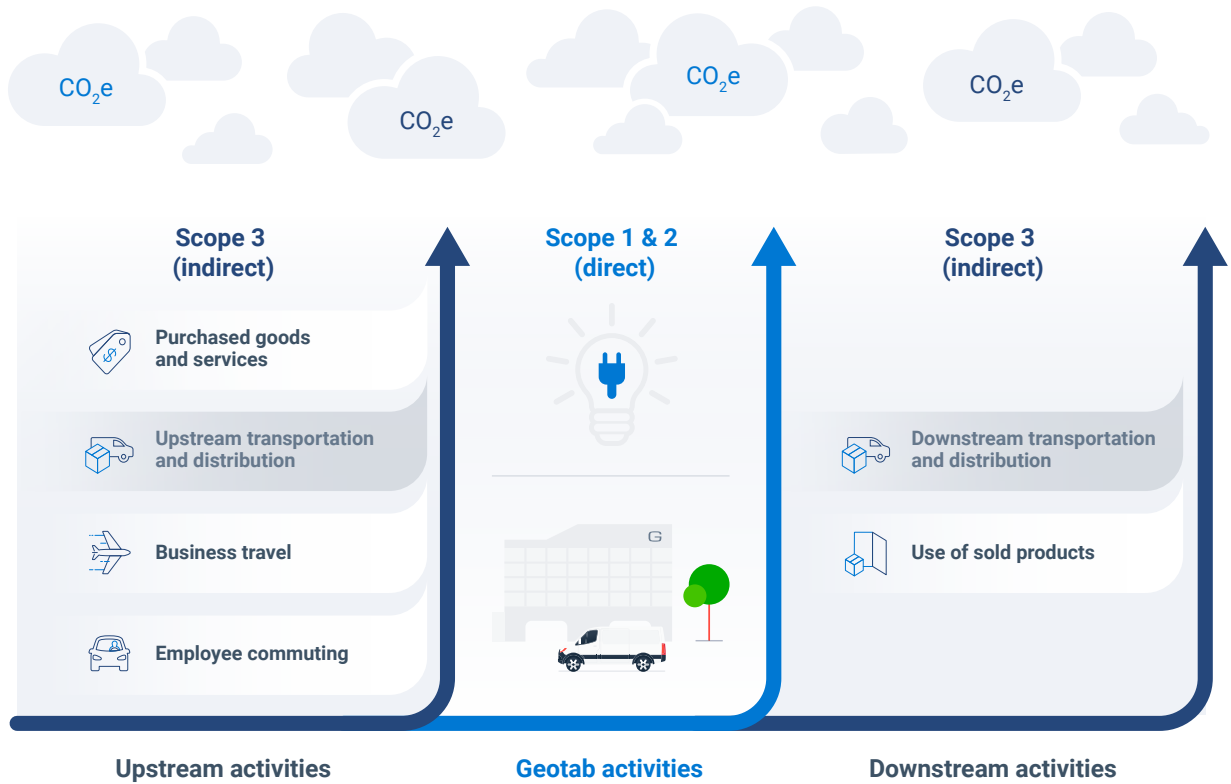 CO₂e
CO₂e
CO₂e
CO₂e
Scope 3
(indirect)
Purchased goods
and services
Upstream transportation
and distribution
Business travel
Employee commuting
Upstream activities
Scope 1 & 2
(direct)
G
Geotab activities
Scope 3
(indirect)
Downstream transportation
and distribution
Use of sold products
Downstream activities